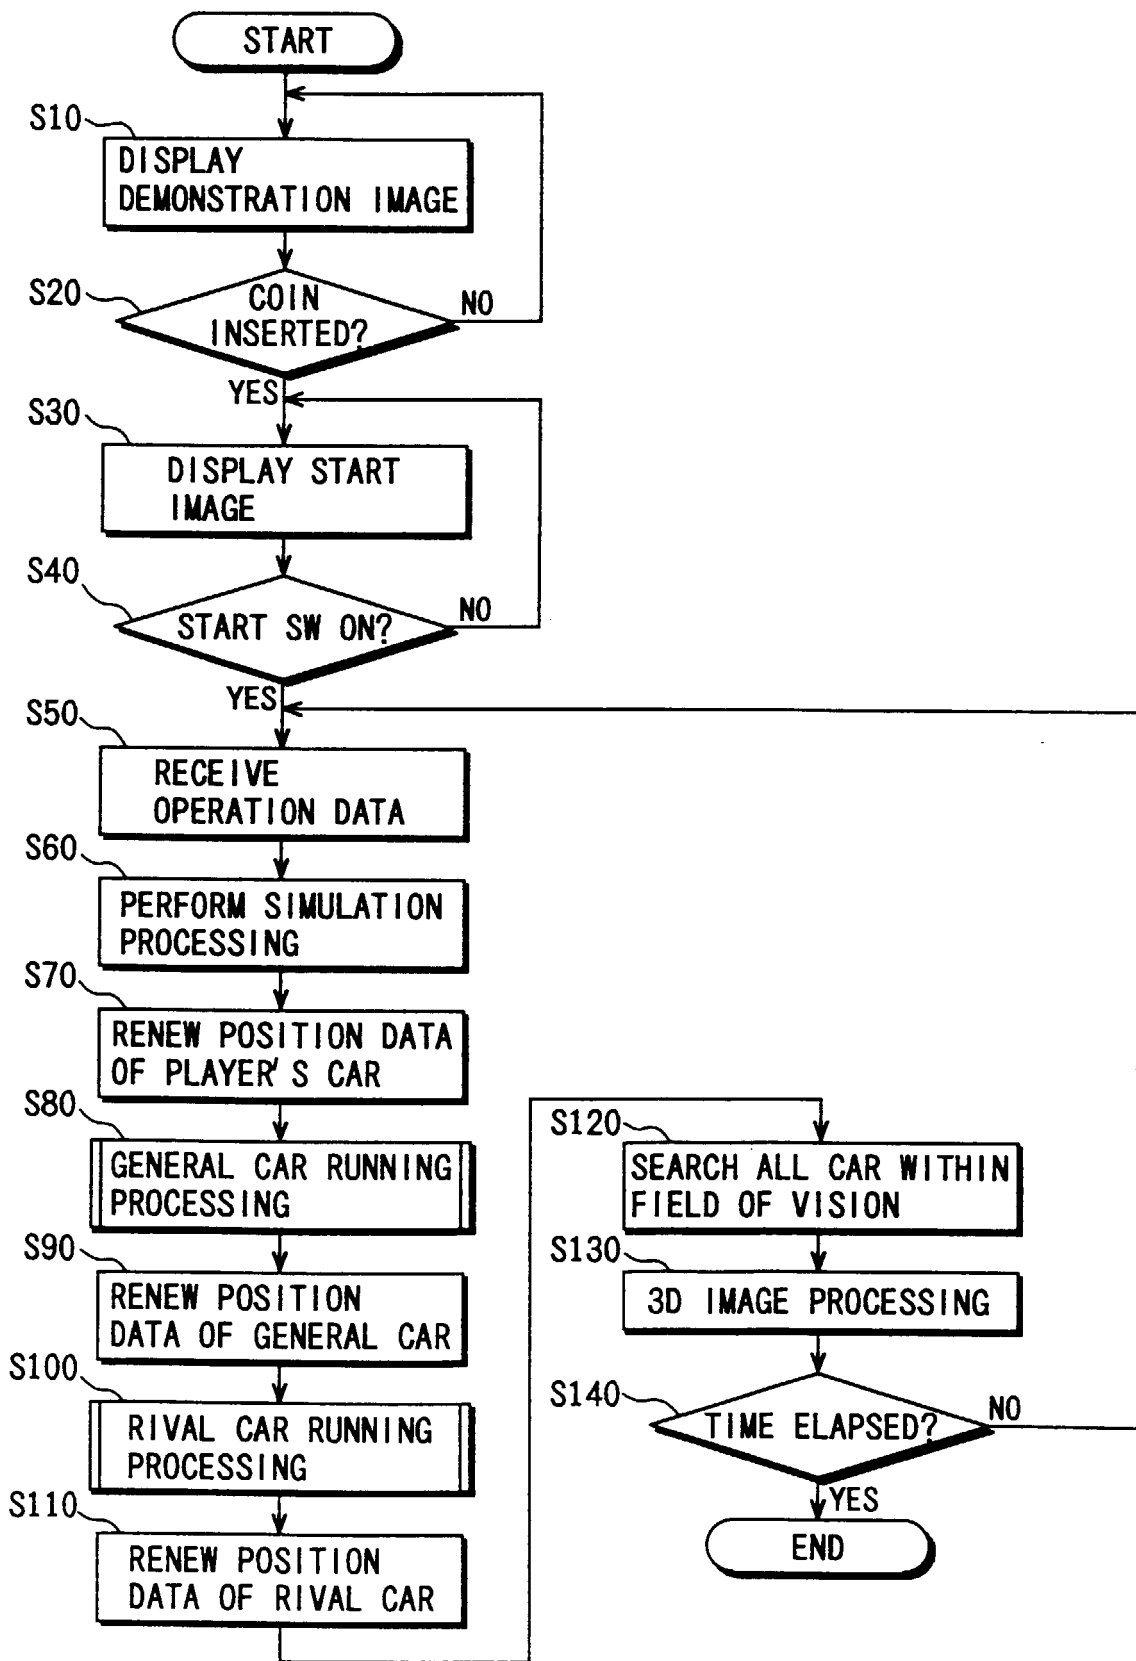 START
S10
DISPLAY
DEMONSTRATION IMAGE
S20
COIN
INSERTED?
NO
YES
S30
DISPLAY START
IMAGE
S40
START SW ON?
NO
YES
S50
RECEIVE
OPERATION DATA
S60
PERFORM SIMULATION
PROCESSING
S70
RENEW POSITION DATA
OF PLAYER'S CAR
S80
GENERAL CAR RUNNING
PROCESSING
S90
RENEW POSITION
DATA OF GENERAL CAR
S100
RIVAL CAR RUNNING
PROCESSING
S110
RENEW POSITION
DATA OF RIVAL CAR
S120
SEARCH ALL CAR WITHIN
FIELD OF VISION
S130
3D IMAGE PROCESSING
S140
TIME ELAPSED?
NO
YES
END